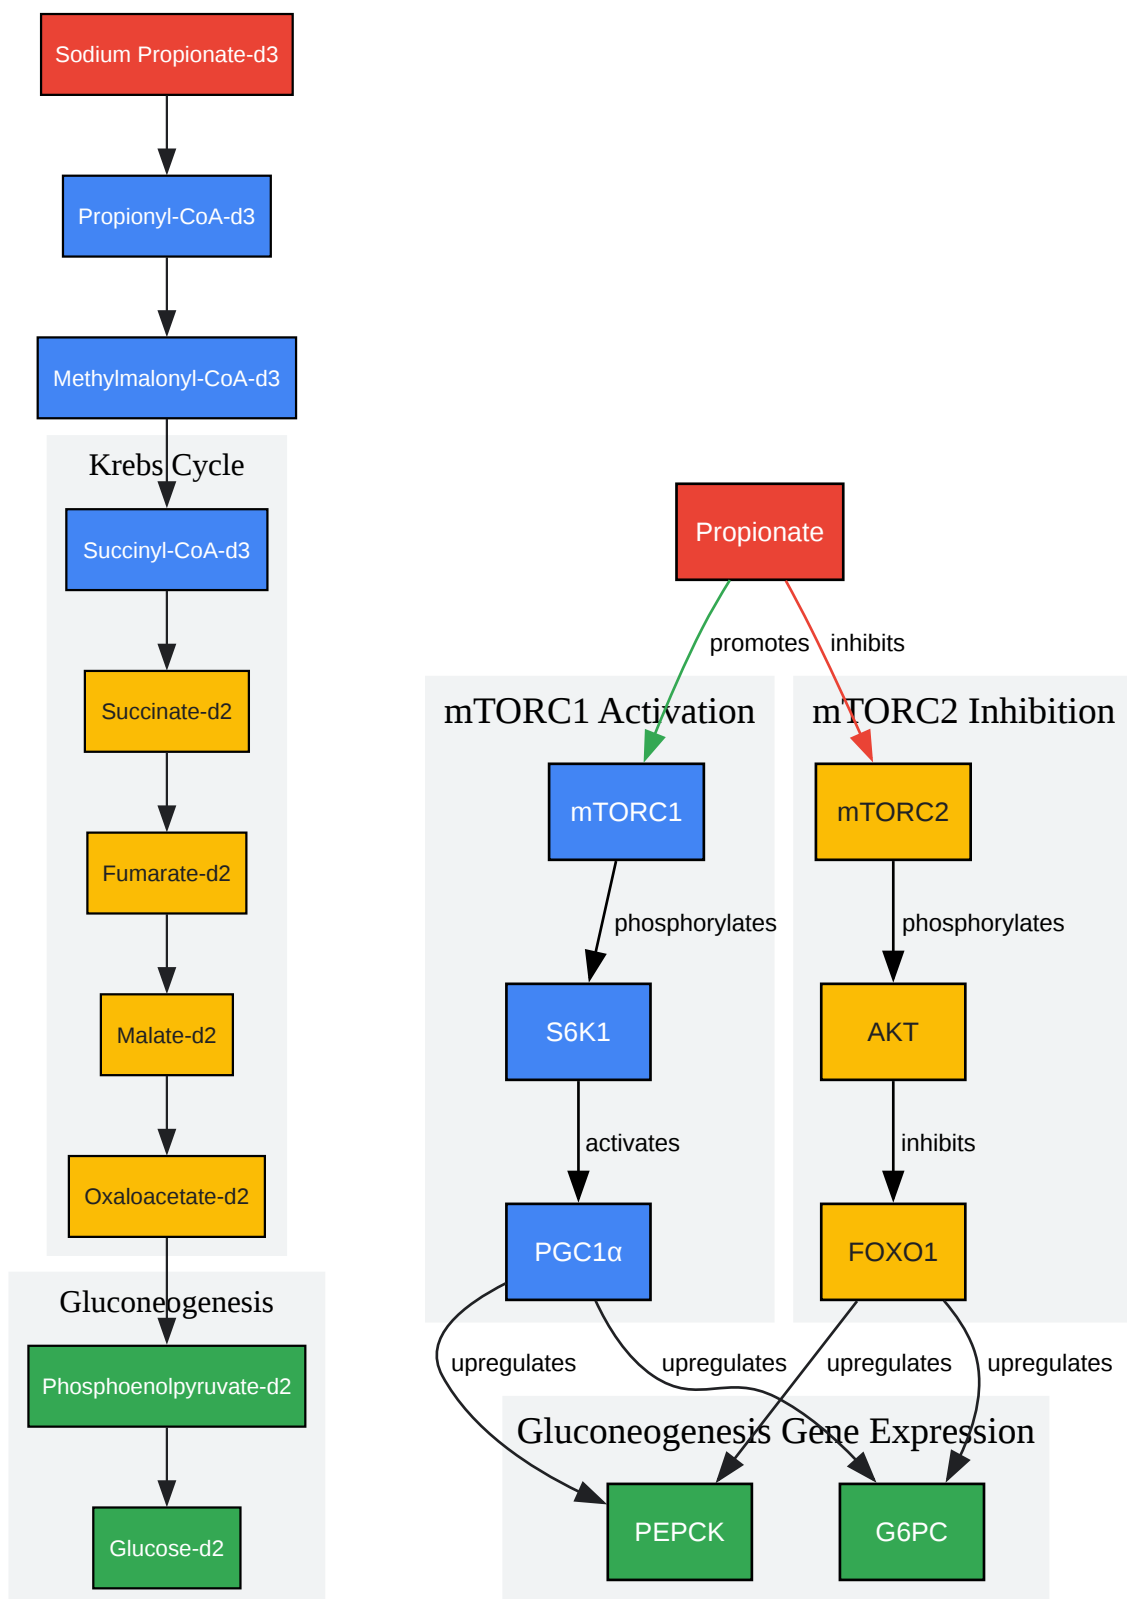 Sodium Propionate-d3
Propionyl-CoA-d3
Methylmalonyl-CoA-d3
Krebs Cycle
Succinyl-CoA-d3
Succinate-d2
Fumarate-d2
Malate-d2
Oxaloacetate-d2
Gluconeogenesis
Phosphoenolpyruvate-d2
Glucose-d2
Propionate
promotes
inhibits
mTORC1 Activation
mTORC2 Inhibition
mTORC1
mTORC2
phosphorylates
phosphorylates
S6K1
AKT
activates
inhibits
PGC1α
FOXO1
upregulates
upregulates
upregulates
upregulates
Gluconeogenesis Gene Expression
PEPCK
G6PC